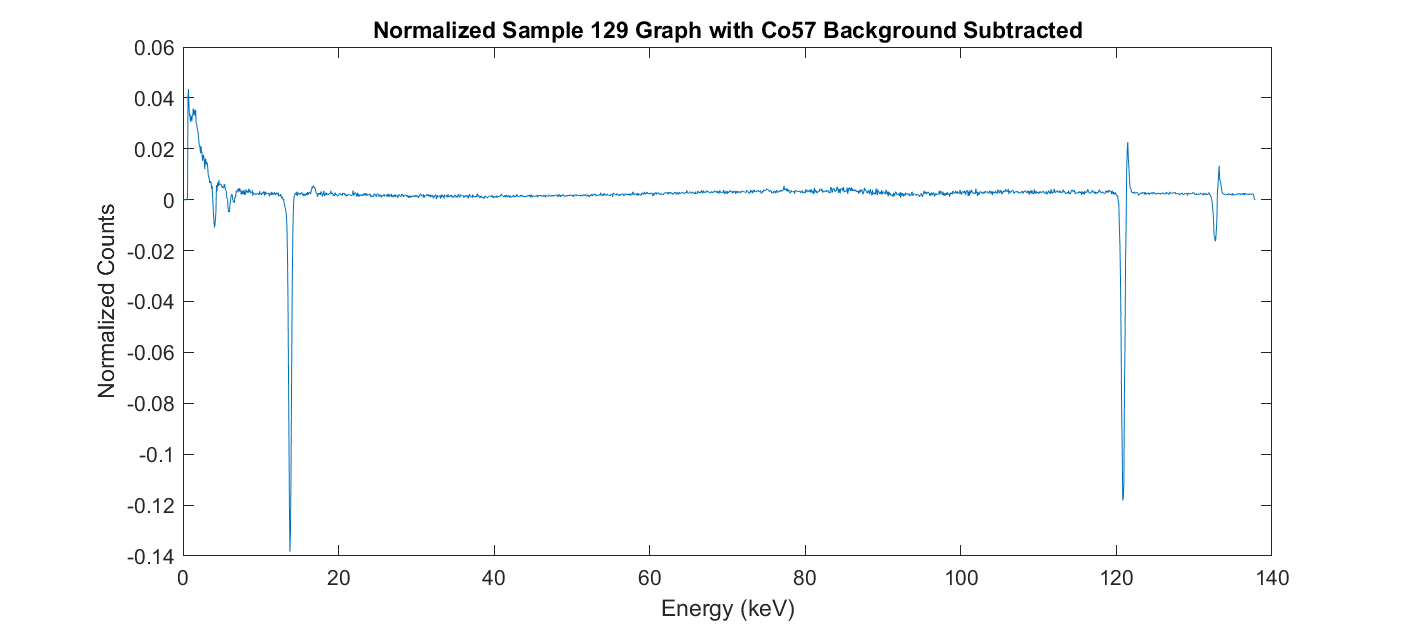 Normalized Sample 129 Graph with Co57 Background Subtracted
0.06
0.04
0.02
0
-0.02
-0.04
-0.06
-0.08
-0.1
-0.12
-0.14
Normalized Counts
0 20 40 60 80 100 120 140
Energy (keV)